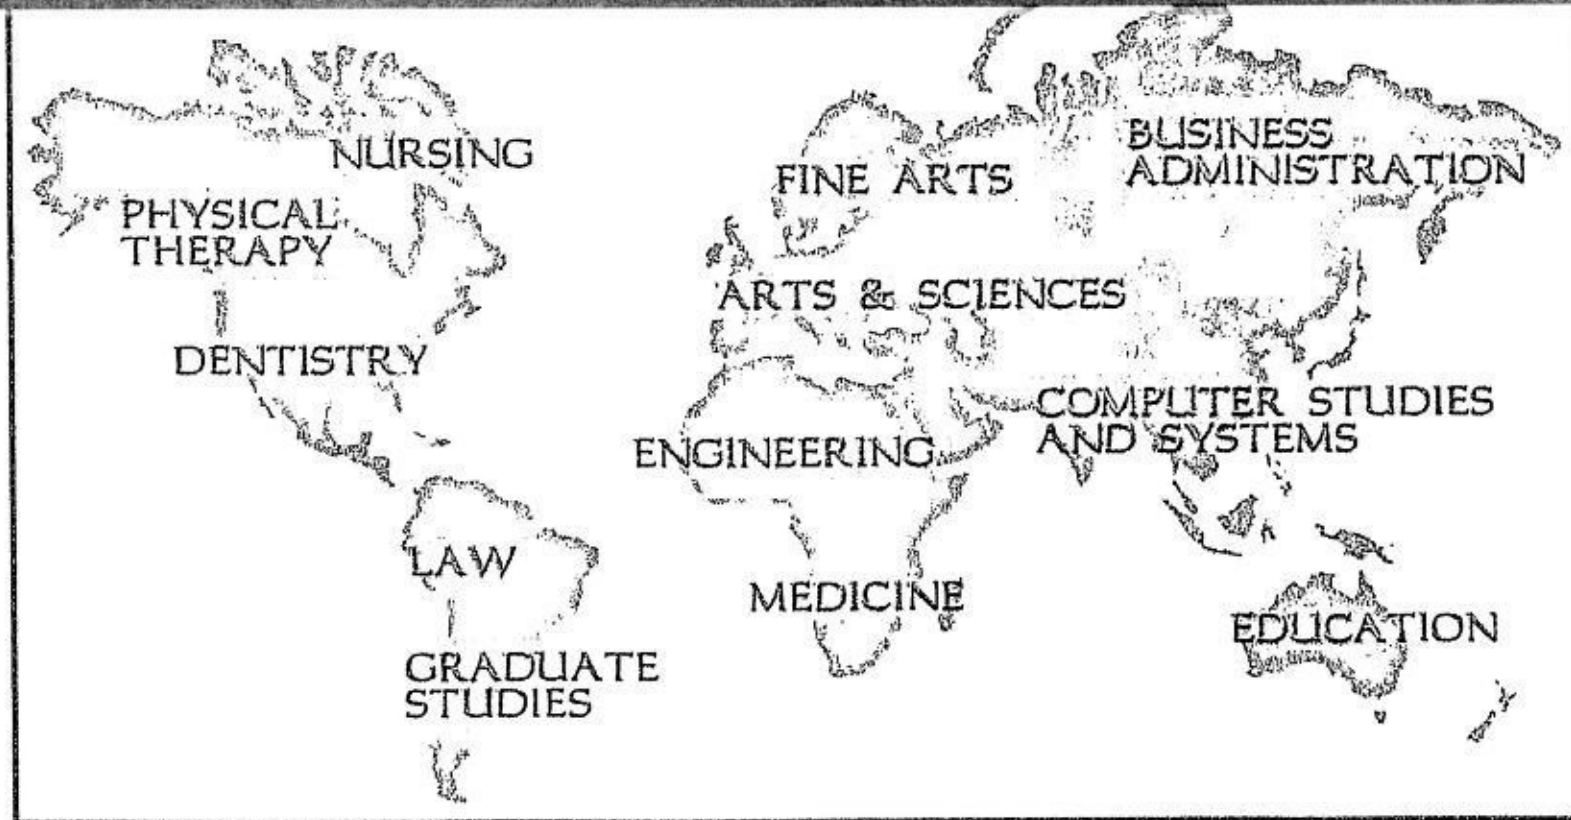 NURSING
PHYSICAL
THERAPY
DENTISTRY
LAW
GRADUATE
STUDIES
FINE ARTS
BUSINESS
ADMINISTRATION
ARTS & SCIENCES
COMPUTER STUDIES
AND SYSTEMS
ENGINEERING
MEDICINE
EDUCATION